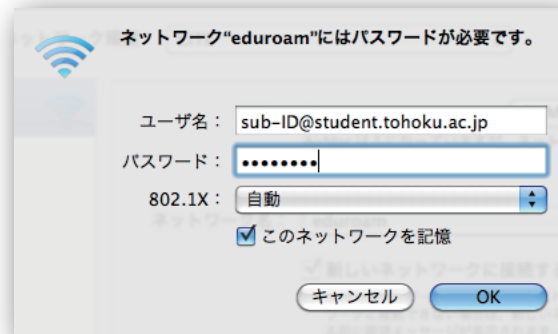 ネットワーク“eduroam”にはパスワードが必要です。
ユーザ名： sub-ID@student.tohoku.ac.jp
パスワード： ••••••••
802.1X： 自動
このネットワークを記憶
キャンセル OK